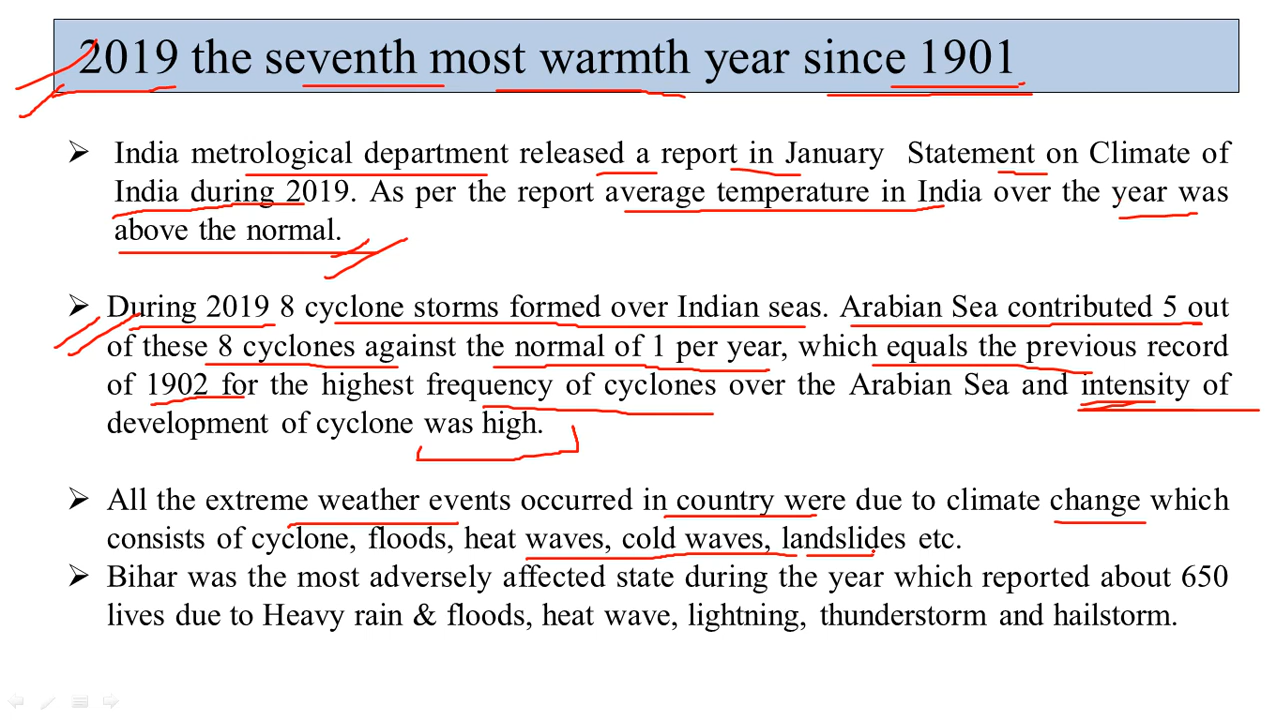 2019 the seventh most warmth year since 1901
➢ India metrological department released a report in January Statement on Climate of
India during 2019. As per the report average temperature in India over the year was
above the normal.
➢ During 2019 8 cyclone storms formed over Indian seas. Arabian Sea contributed 5 out
of these 8 cyclones against the normal of 1 per year, which equals the previous record
of 1902 for the highest frequency of cyclones over the Arabian Sea and intensity of
development of cyclone was high.
➢ All the extreme weather events occurred in country were due to climate change which
consists of cyclone, floods, heat waves, cold waves, landslides etc.
➢ Bihar was the most adversely affected state during the year which reported about 650
lives due to Heavy rain & floods, heat wave, lightning, thunderstorm and hailstorm.